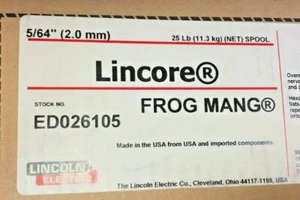 5/64" (2.0 mm)
25 Lb (11.3 kg) (NET) SPOOL
Lincore®
STOCK NO.
FROG MANG®
ED026105
Made in the USA from USA and imported components.
LINCOLN
ELECTRIC
The Lincoln Electric Co., Cleveland, Ohio 44117-1199, USA